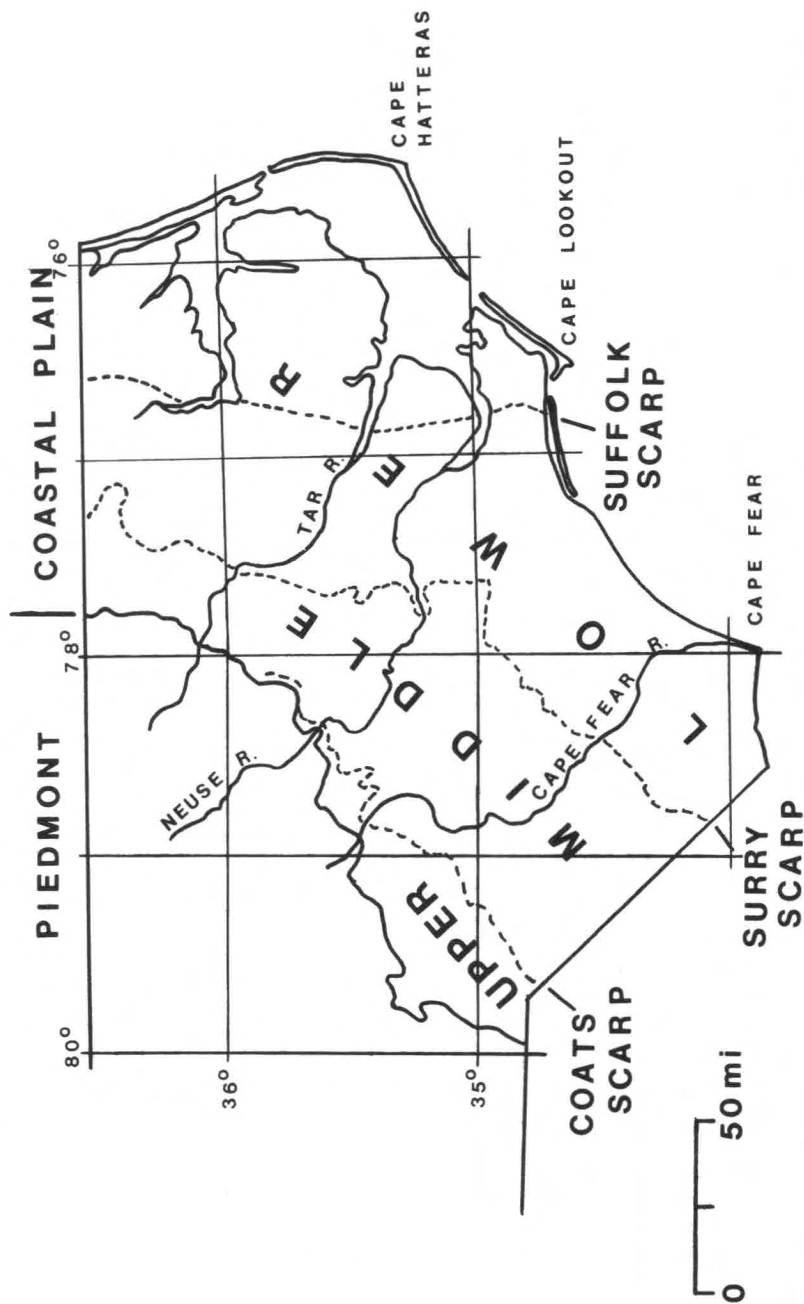 PIEDMONT
COASTAL PLAIN
80°
78°
76°
36°
35°
NEUSE R.
TAR R.
CAPE FEAR R.
UPPER
MIDDLE
LOWER
COATS
SCARP
SURRY
SCARP
SUFFOLK
SCARP
CAPE FEAR
CAPE LOOKOUT
CAPE
HATTERAS
0
50 mi